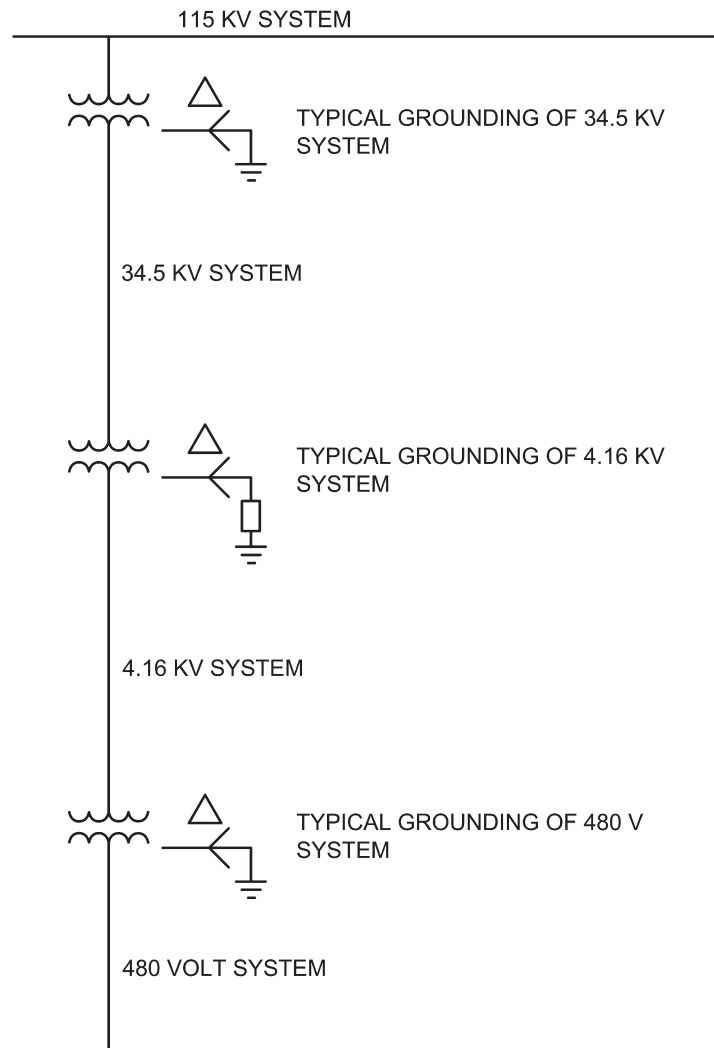 115 KV SYSTEM
TYPICAL GROUNDING OF 34.5 KV
SYSTEM
34.5 KV SYSTEM
TYPICAL GROUNDING OF 4.16 KV
SYSTEM
4.16 KV SYSTEM
TYPICAL GROUNDING OF 480 V
SYSTEM
480 VOLT SYSTEM